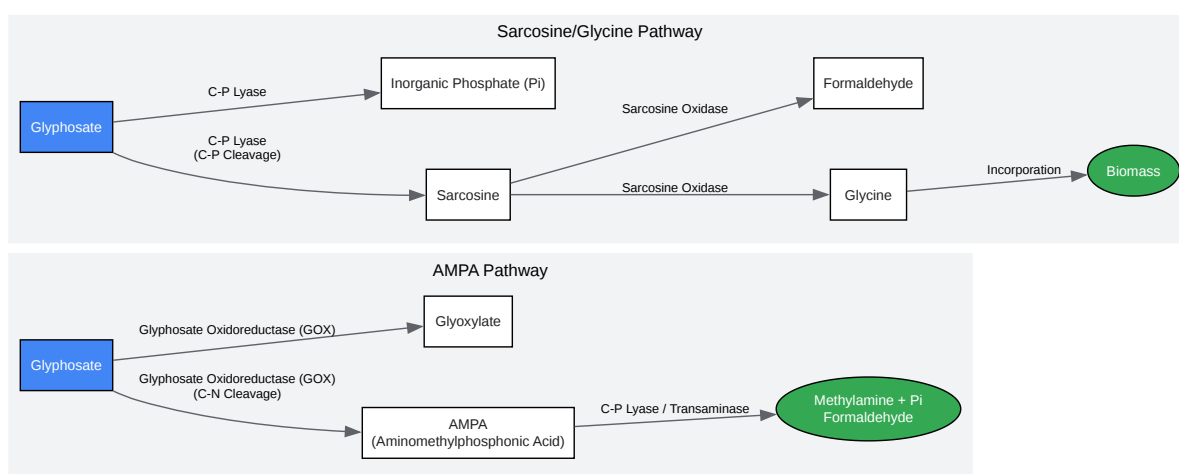 Sarcosine/Glycine Pathway
Glyphosate
C-P Lyase
C-P Lyase
(C-P Cleavage)
Inorganic Phosphate (Pi)
Sarcosine
Sarcosine Oxidase
Sarcosine Oxidase
Formaldehyde
Glycine
Incorporation
Biomass
AMPA Pathway
Glyphosate
Glyphosate Oxidoreductase (GOX)
Glyphosate Oxidoreductase (GOX)
(C-N Cleavage)
Glyoxylate
AMPA
(Aminomethylphosphonic Acid)
C-P Lyase / Transaminase
Methylamine + Pi
Formaldehyde